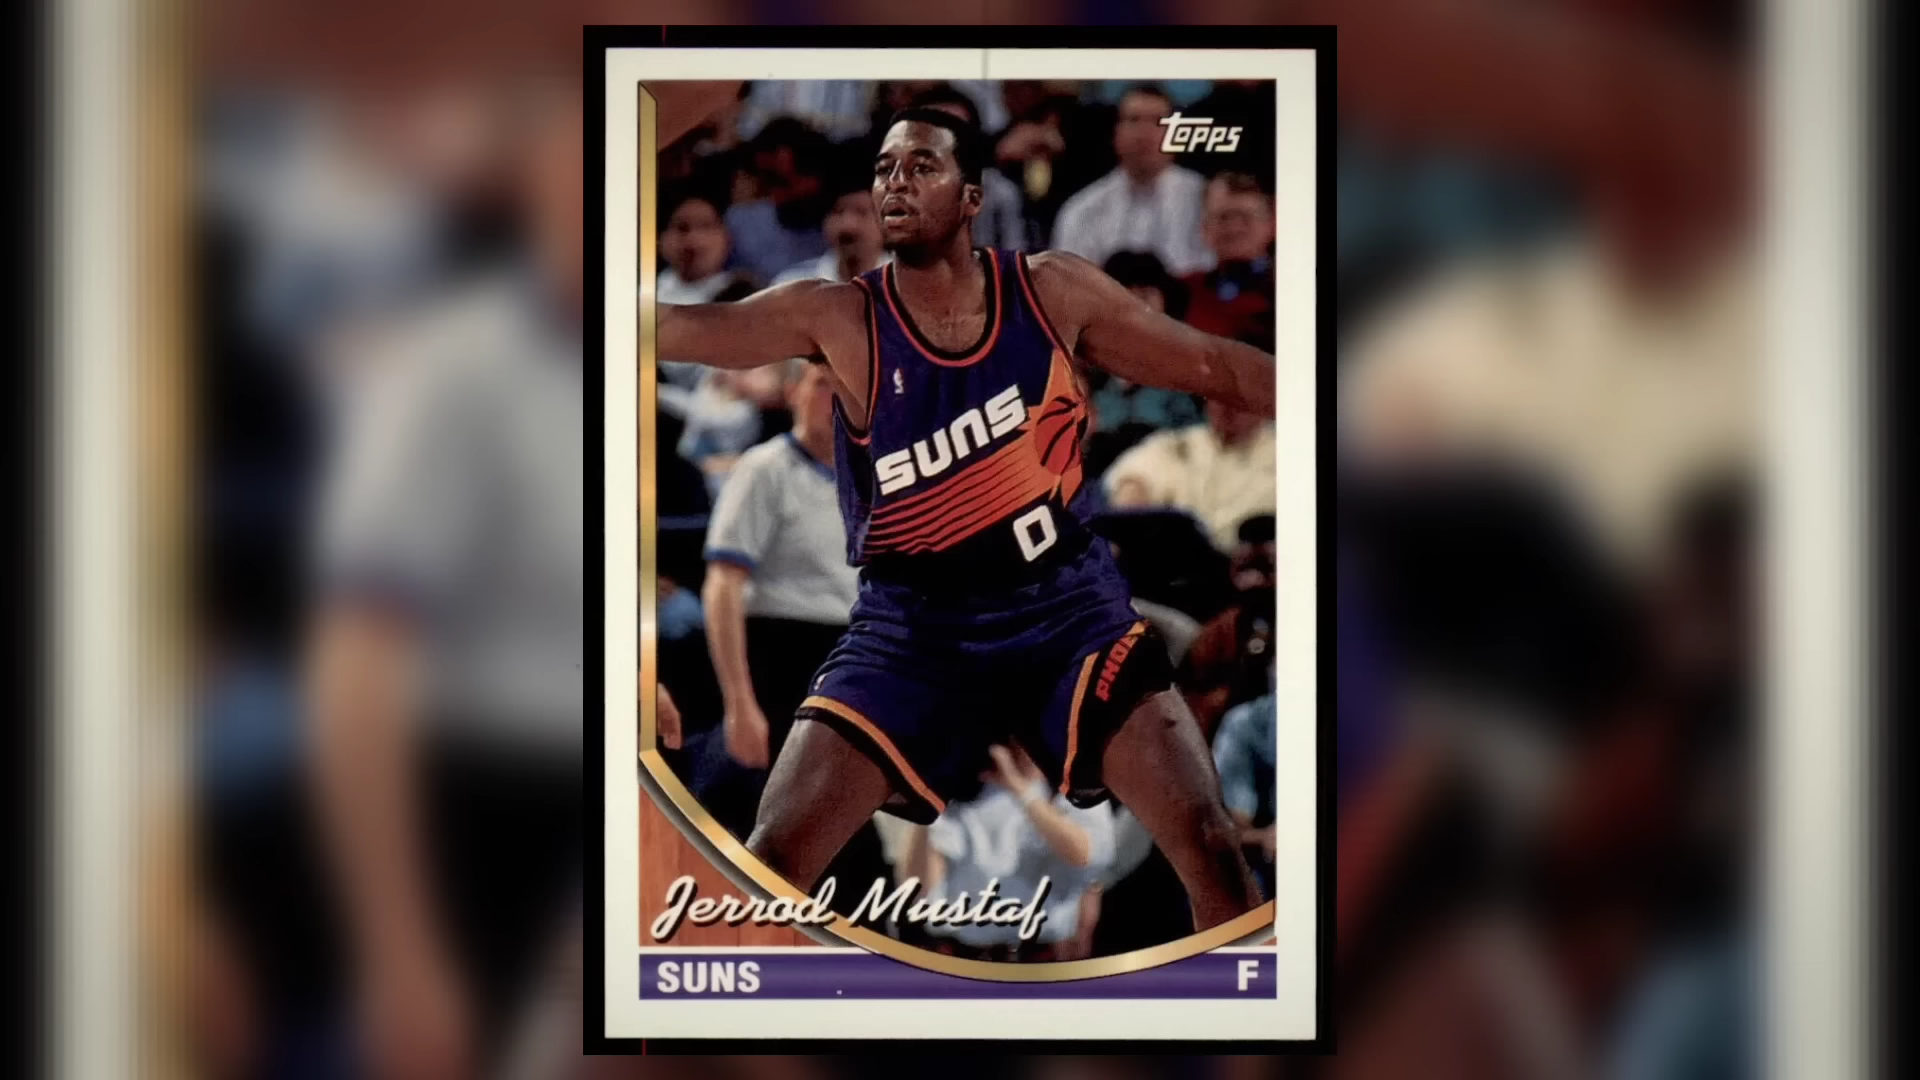 Topps
SUNS
0
PHOE
Jerrod Mustaf
SUNS F